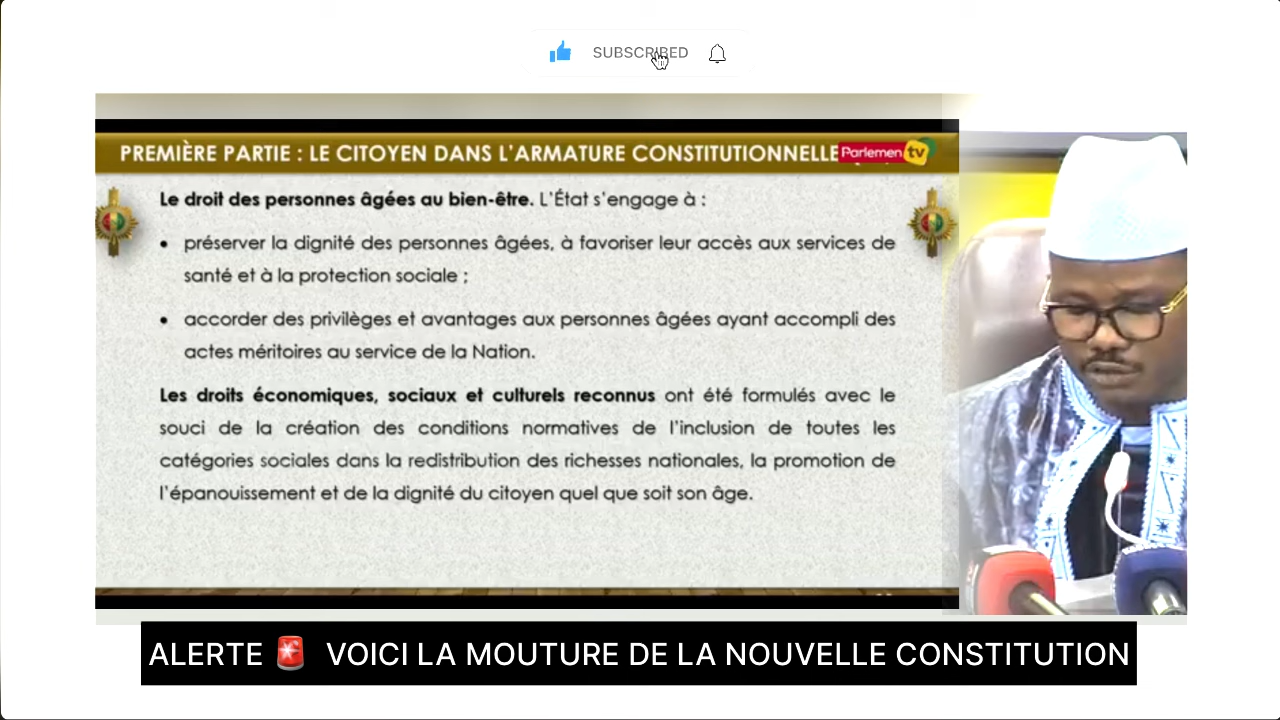 SUBSCRIBED
PREMIÈRE PARTIE : LE CITOYEN DANS L’ARMATURE CONSTITUTIONNELLE
Parlemen tv
Le droit des personnes âgées au bien-être. L’État s’engage à :
• préserver la dignité des personnes âgées, à favoriser leur accès aux services de
santé et à la protection sociale ;
• accorder des privilèges et avantages aux personnes âgées ayant accompli des
actes méritoires au service de la Nation.
Les droits économiques, sociaux et culturels reconnus ont été formulés avec le
souci de la création des conditions normatives de l’inclusion de toutes les
catégories sociales dans la redistribution des richesses nationales, la promotion de
l’épanouissement et de la dignité du citoyen quel que soit son âge.
ALERTE 🚨 VOICI LA MOUTURE DE LA NOUVELLE CONSTITUTION